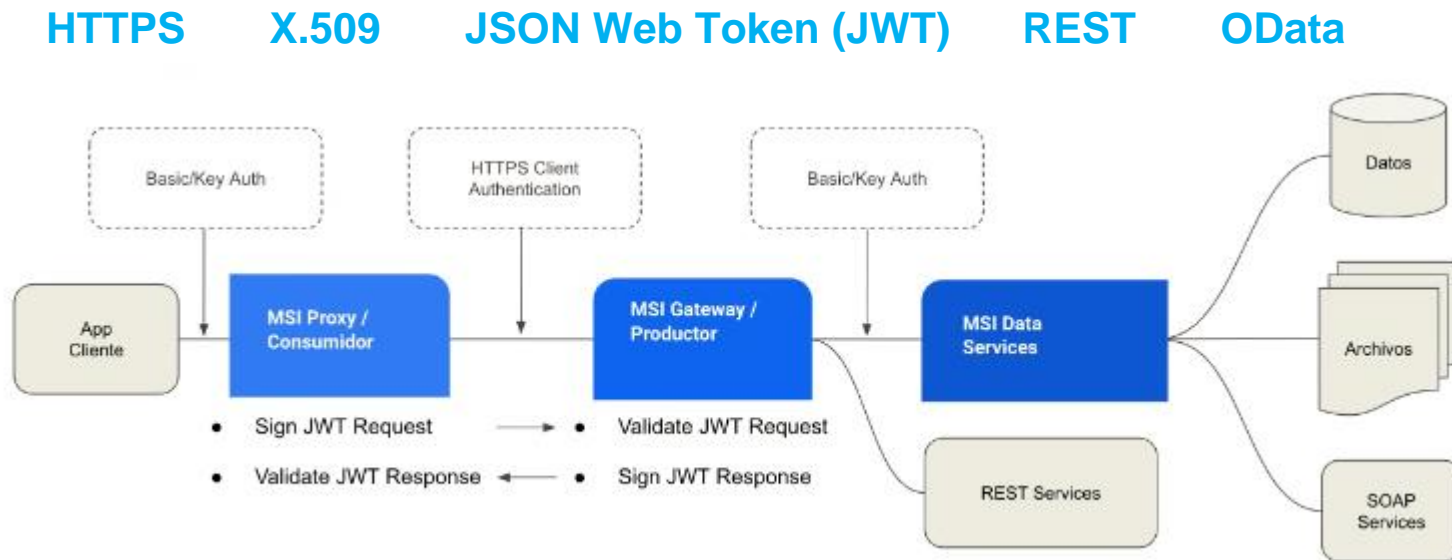 HTTPS X.509 JSON Web Token (JWT) REST OData
Basic/Key Auth
HTTPS Client
Authentication
Basic/Key Auth
Datos
App
Cliente
MSI Proxy /
Consumidor
MSI Gateway /
Productor
MSI Data
Services
Archivos
• Sign JWT Request
• Validate JWT Request
• Validate JWT Response
• Sign JWT Response
REST Services
SOAP
Services